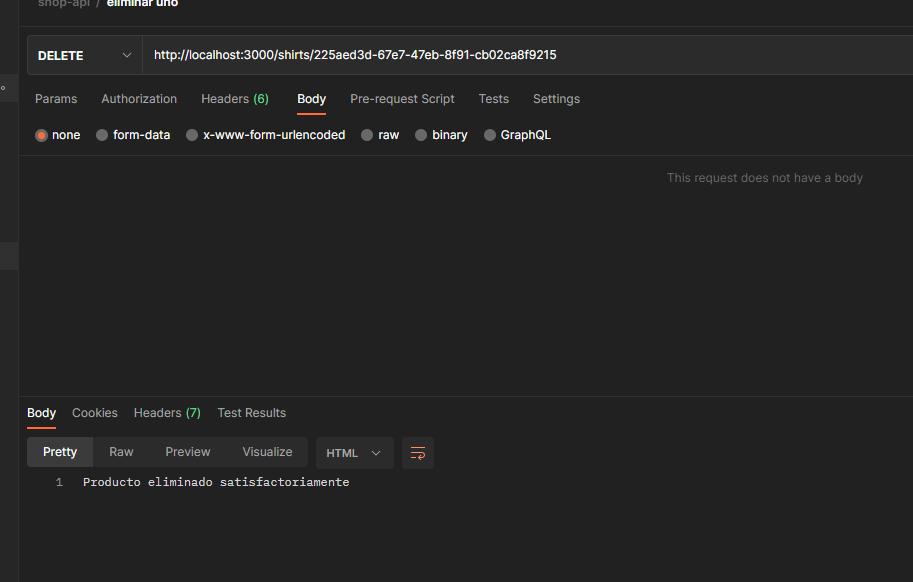 shop-api / eliminar uno
DELETE http://localhost:3000/shirts/225aed3d-67e7-47eb-8f91-cb02ca8f9215
Params Authorization Headers (6) Body Pre-request Script Tests Settings
none form-data x-www-form-urlencoded raw binary GraphQL
This request does not have a body
Body Cookies Headers (7) Test Results
Pretty Raw Preview Visualize HTML
1 Producto eliminado satisfactoriamente